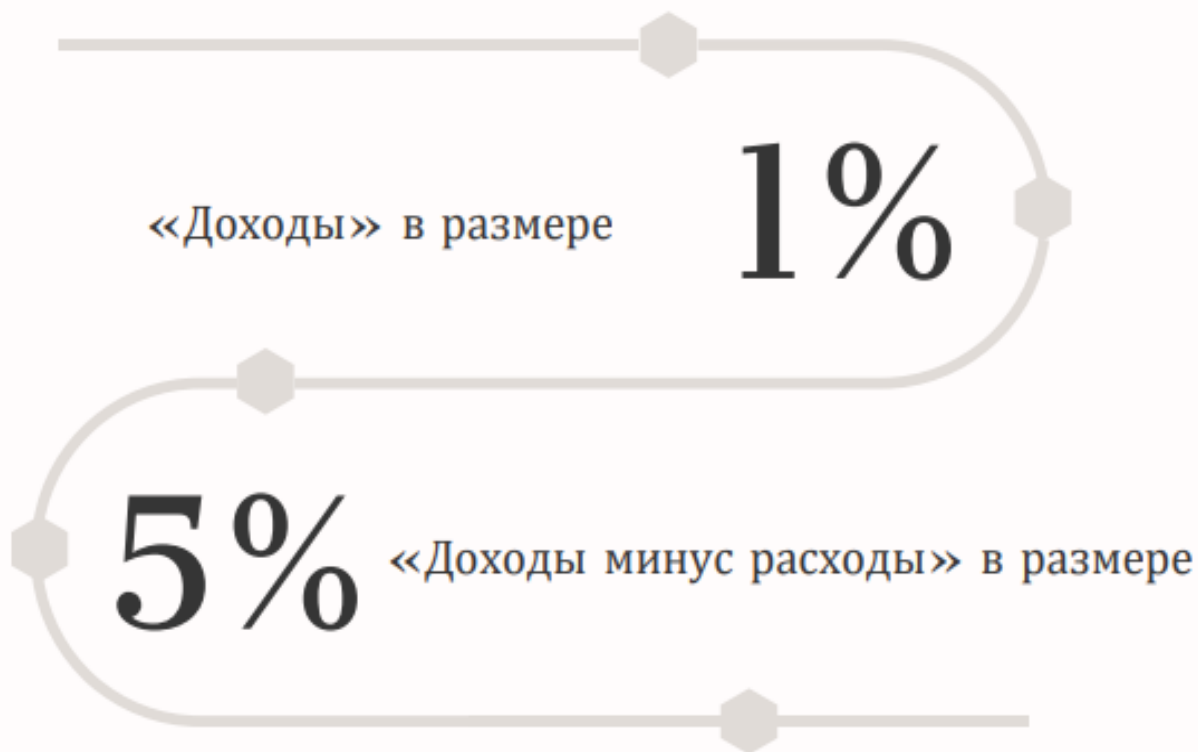 «Доходы» в размере 1%
5% «Доходы минус расходы» в размере